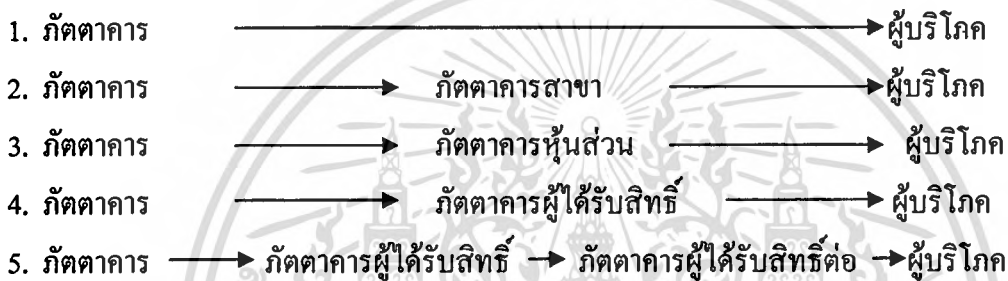 1. ภัตตาคาร ⟶ ผู้บริโภค
2. ภัตตาคาร ⟶ ภัตตาคารสาขา ⟶ ผู้บริโภค
3. ภัตตาคาร ⟶ ภัตตาคารหุ้นส่วน ⟶ ผู้บริโภค
4. ภัตตาคาร ⟶ ภัตตาคารผู้ได้รับสิทธิ์ ⟶ ผู้บริโภค
5. ภัตตาคาร ⟶ ภัตตาคารผู้ได้รับสิทธิ์ → ภัตตาคารผู้ได้รับสิทธิ์ต่อ → ผู้บริโภค